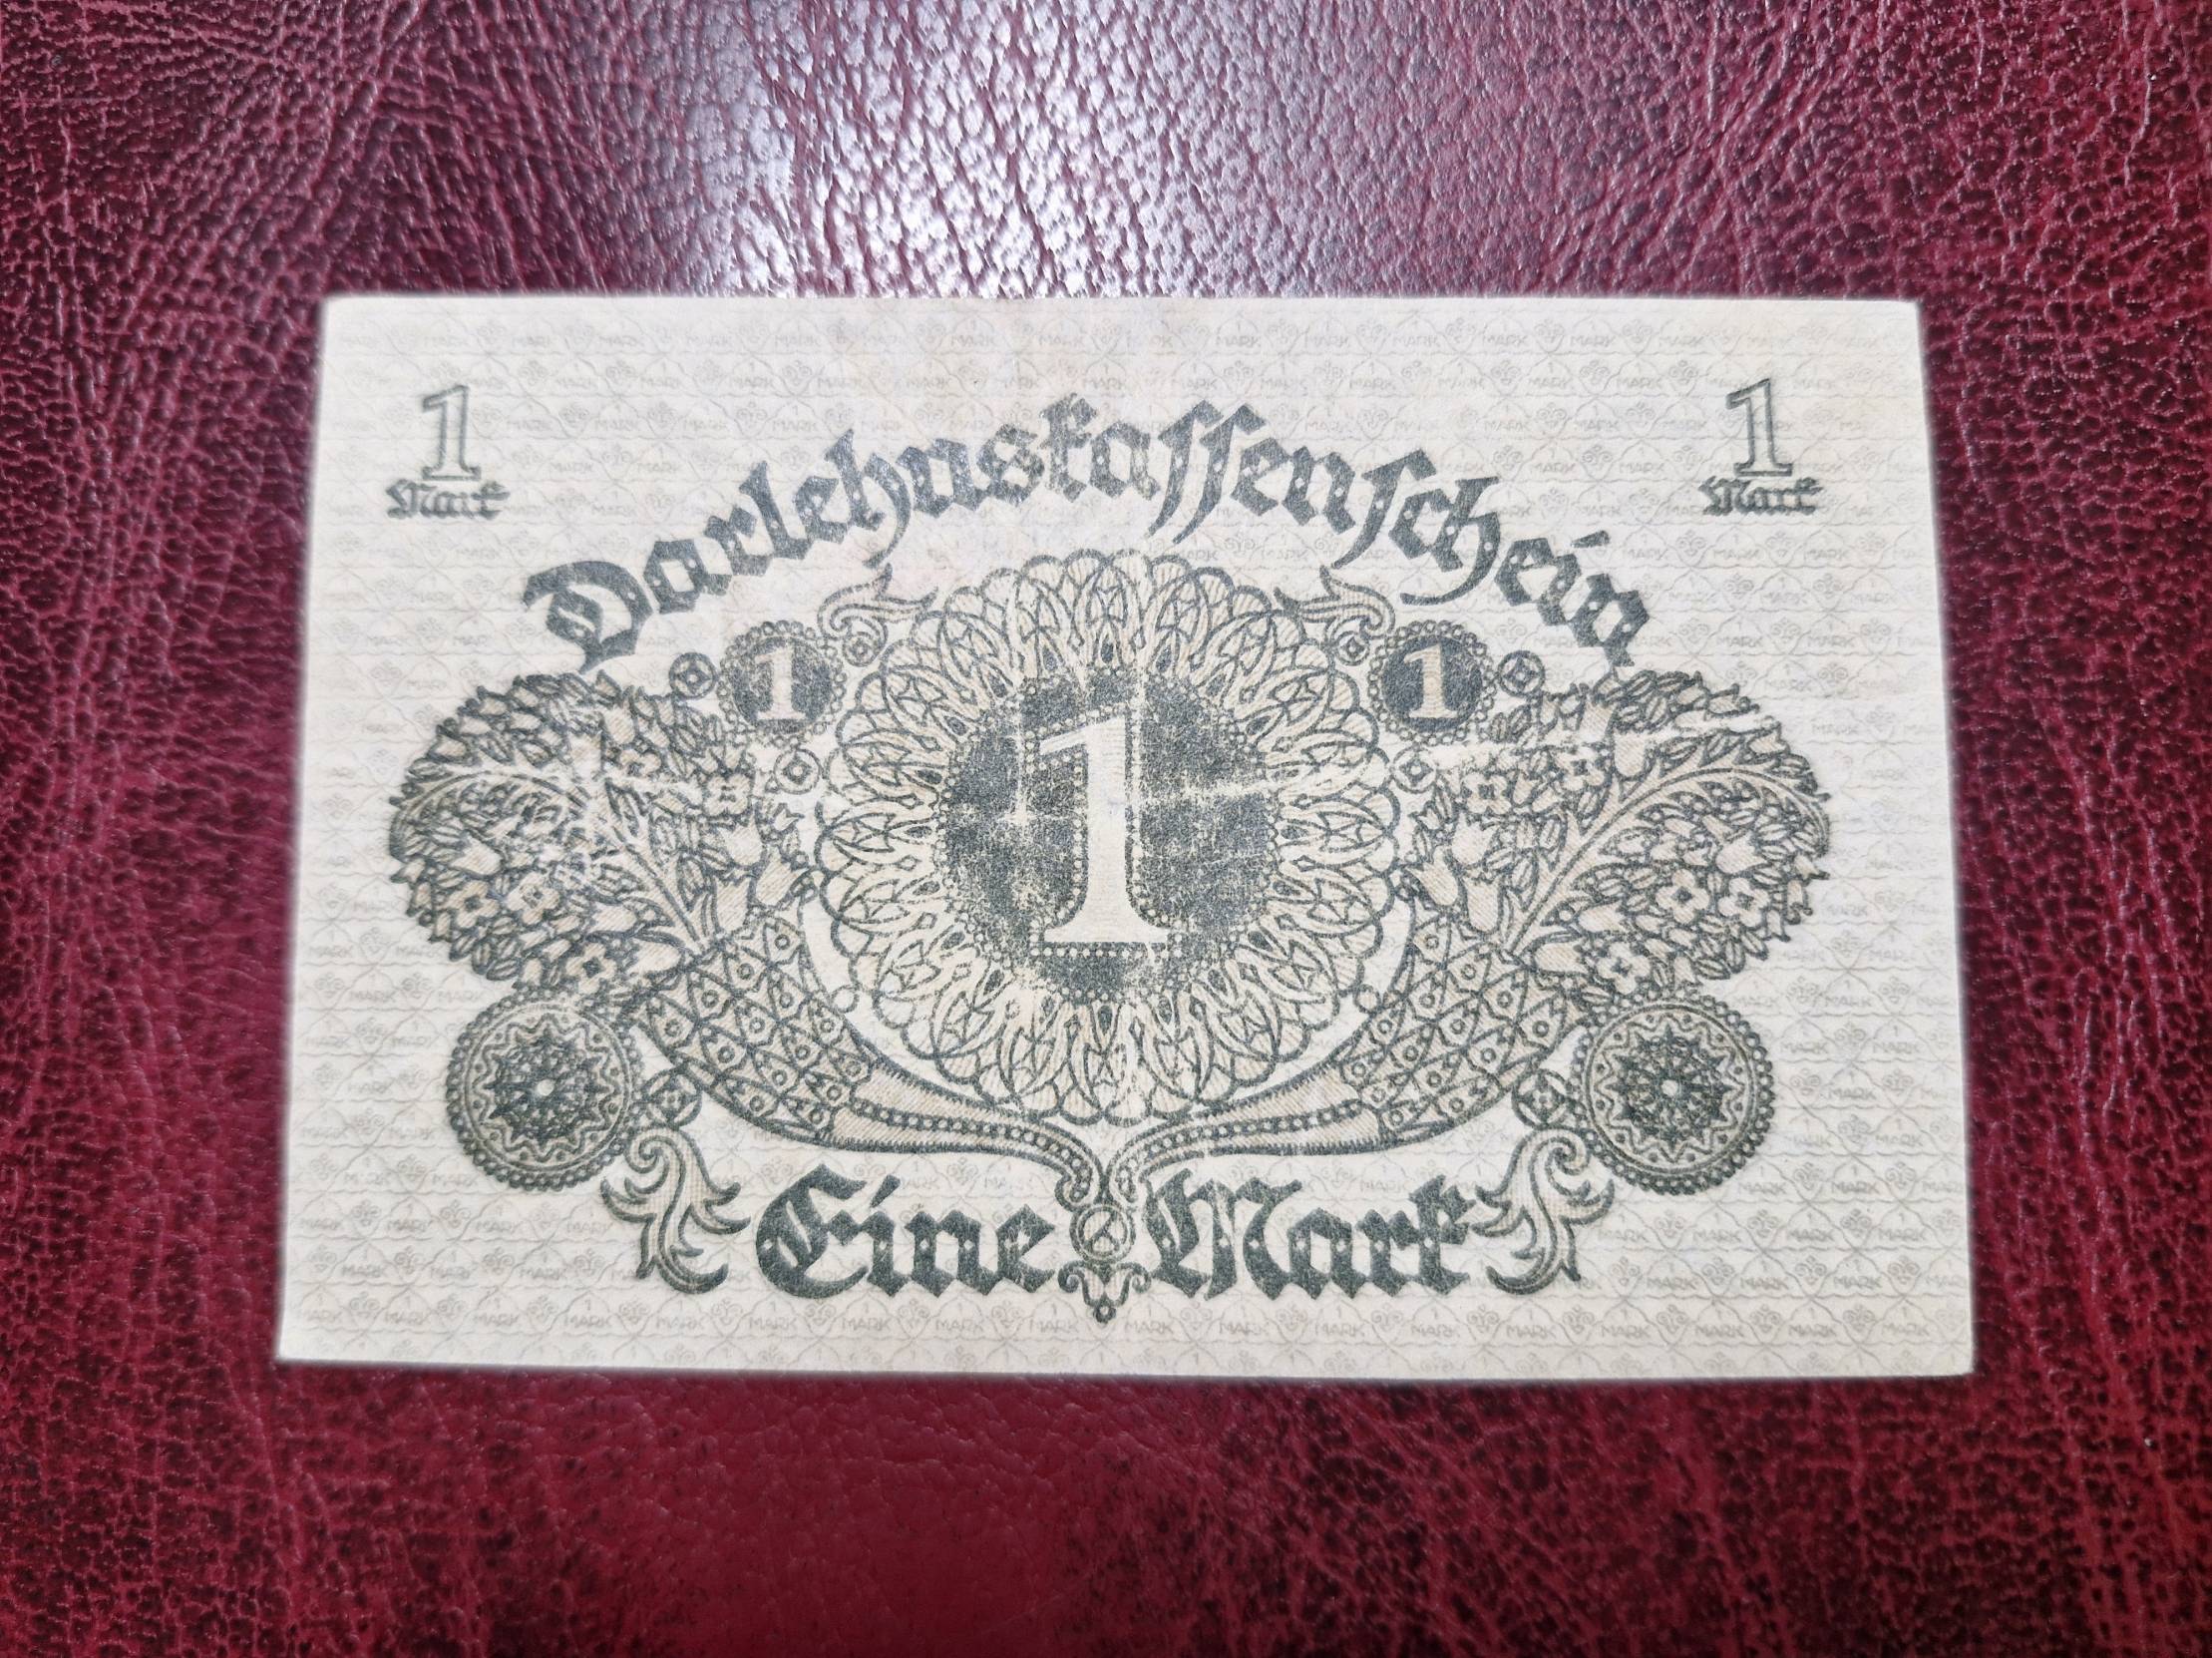 1 1
Mark Mark
Darlehnskassenschein
1 1
1
Eine Mark